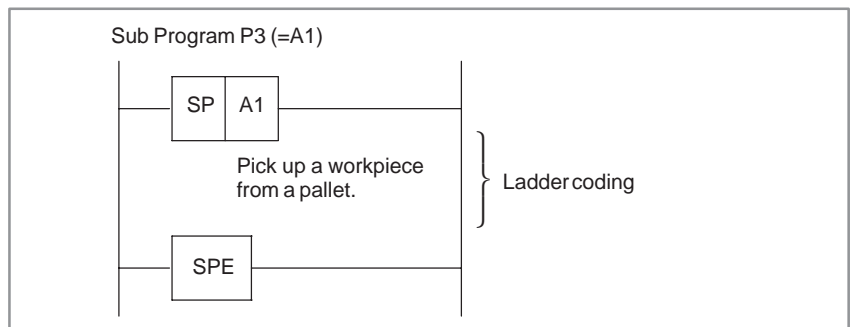 Sub Program P3 (=A1)
SP A1
Pick up a workpiece
from a pallet.
Ladder coding
SPE